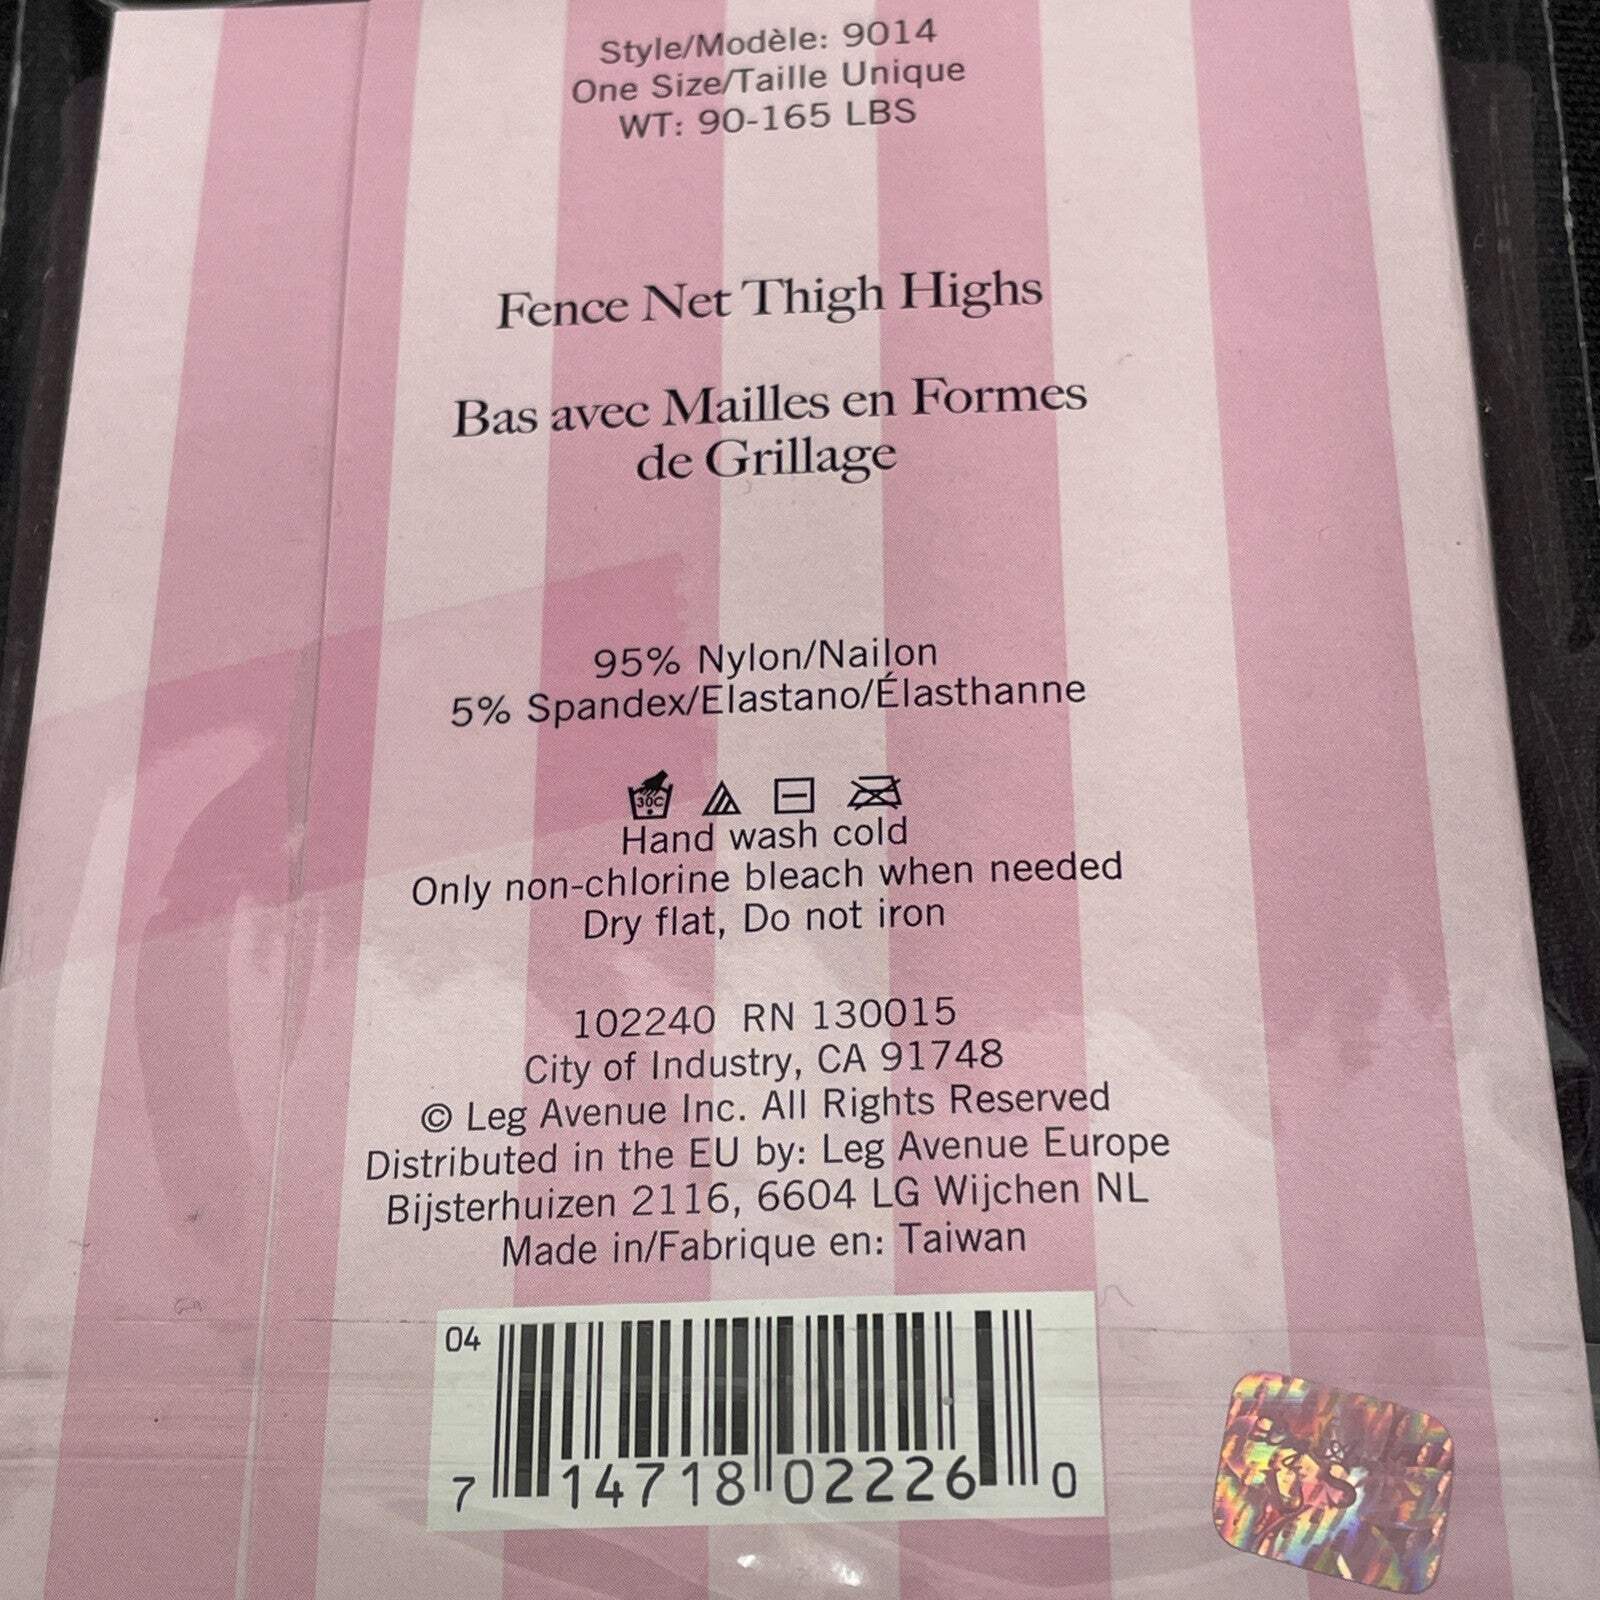 Style/Modèle: 9014
One Size/Taille Unique
WT: 90-165 LBS
Fence Net Thigh Highs
Bas avec Mailles en Formes
de Grillage
95% Nylon/Nailon
5% Spandex/Elastano/Élasthanne
30C
Hand wash cold
Only non-chlorine bleach when needed
Dry flat, Do not iron
102240 RN 130015
City of Industry, CA 91748
© Leg Avenue Inc. All Rights Reserved
Distributed in the EU by: Leg Avenue Europe
Bijsterhuizen 2116, 6604 LG Wijchen NL
Made in/Fabrique en: Taiwan
04
7 14718 02226 0